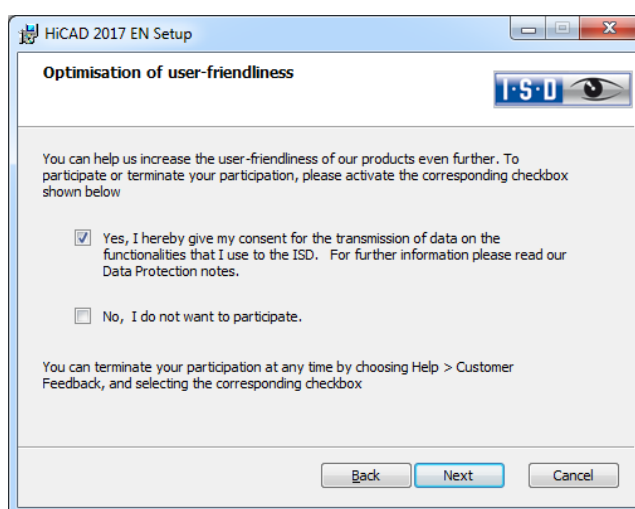 HiCAD 2017 EN Setup
Optimisation of user-friendliness
I·S·D
You can help us increase the user-friendliness of our products even further. To
participate or terminate your participation, please activate the corresponding checkbox
shown below
Yes, I hereby give my consent for the transmission of data on the
functionalities that I use to the ISD.   For further information please read our
Data Protection notes.
No,  I do not want to participate.
You can terminate your participation at any time by choosing Help > Customer
Feedback, and selecting the corresponding checkbox
Back Next Cancel